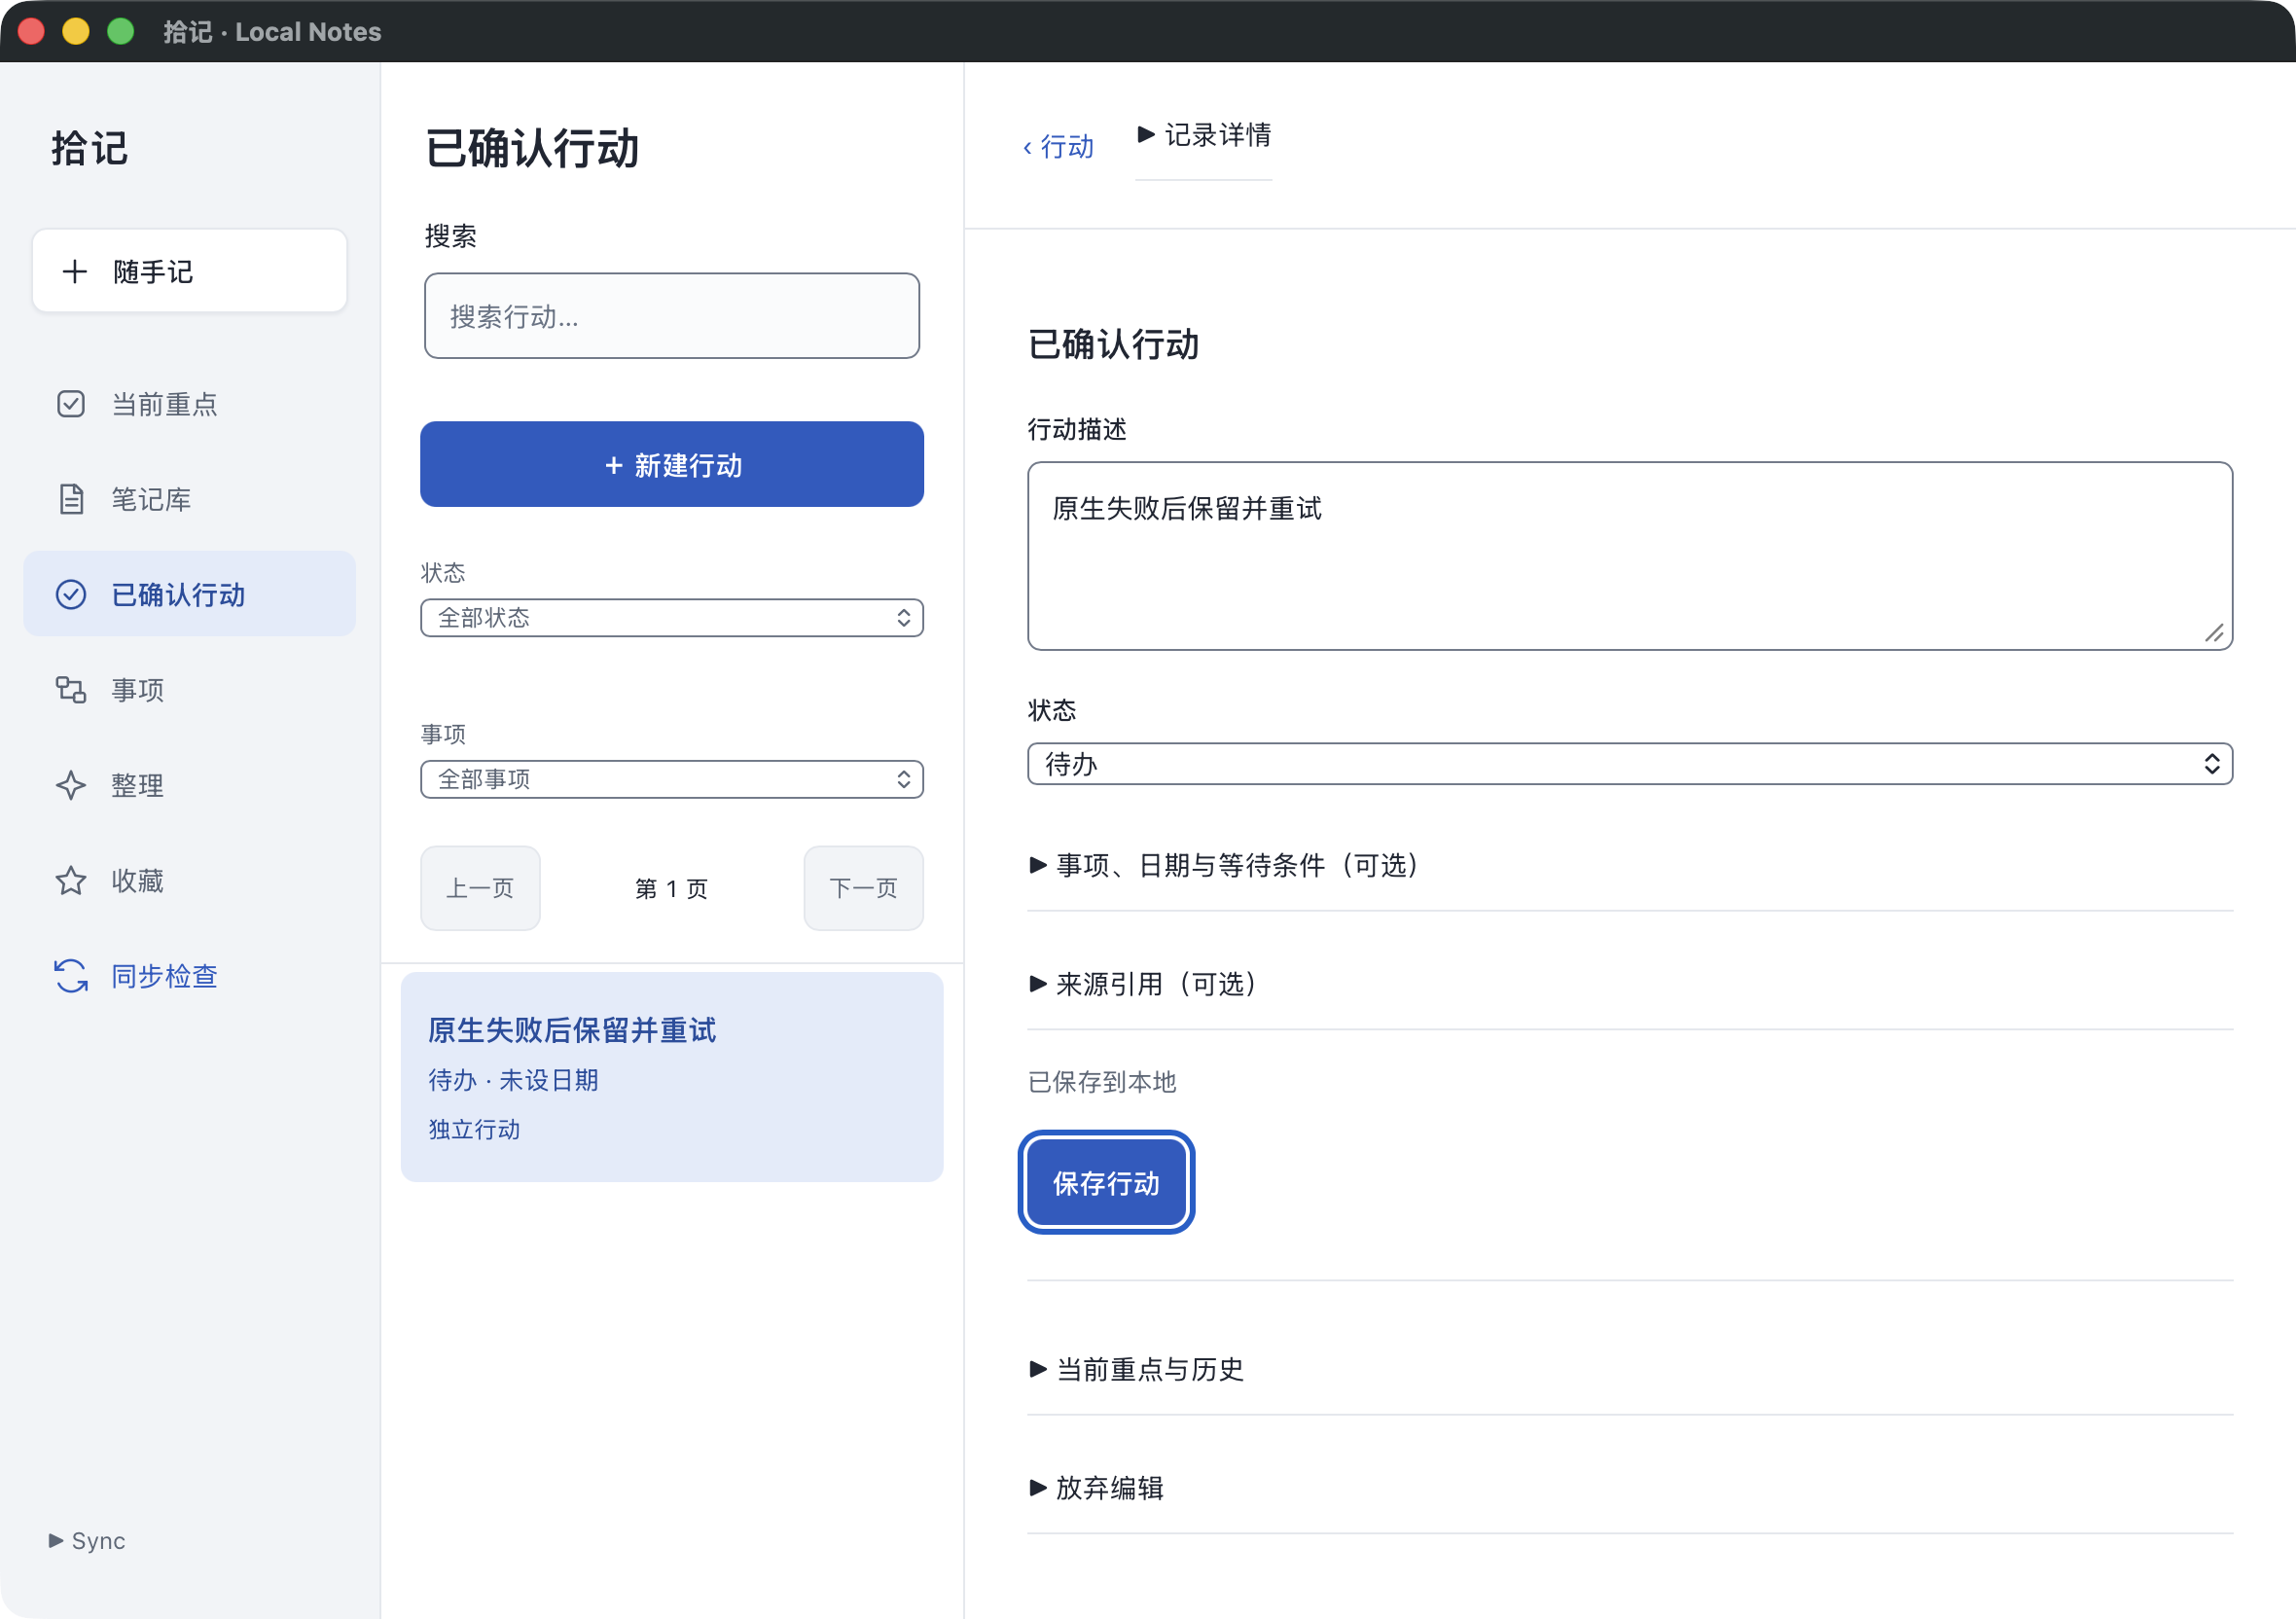 拾记 · Local Notes
拾记
+ 随手记
当前重点
笔记库
已确认行动
事项
整理
收藏
同步检查
▶ Sync
已确认行动
搜索
搜索行动...
+ 新建行动
状态
全部状态
事项
全部事项
上一页
第 1 页
下一页
原生失败后保留并重试
待办 · 未设日期
独立行动
‹ 行动
▶ 记录详情
已确认行动
行动描述
原生失败后保留并重试
状态
待办
▶ 事项、日期与等待条件（可选）
▶ 来源引用（可选）
已保存到本地
保存行动
▶ 当前重点与历史
▶ 放弃编辑